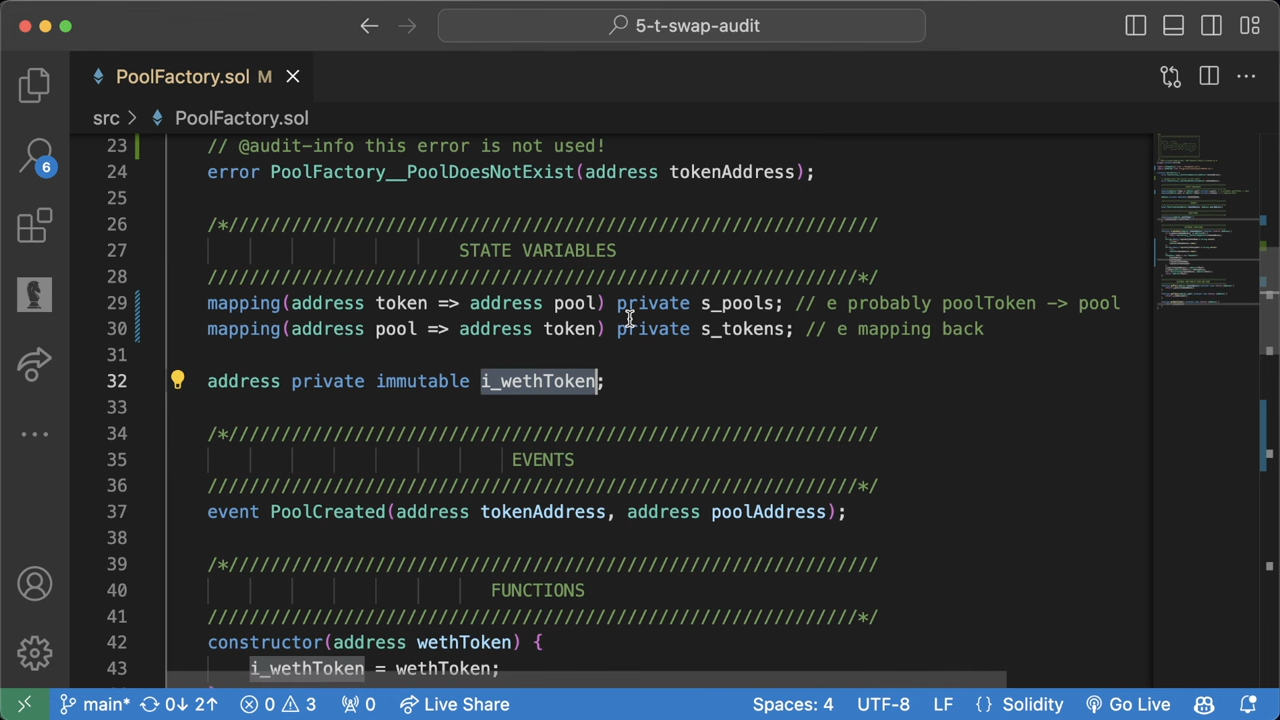 5-t-swap-audit
PoolFactory.sol M
src > PoolFactory.sol
6
23 // @audit-info this error is not used!
24 error PoolFactory__PoolDoesNotExist(address tokenAddress);
25
26 /*/////////////////////////////////////////////////////////////
27 STATE VARIABLES
28 /////////////////////////////////////////////////////////////*/
29 mapping(address token => address pool) private s_pools; // e probably poolToken -> pool
30 mapping(address pool => address token) private s_tokens; // e mapping back
31
32 address private immutable i_wethToken;
33
34 /*/////////////////////////////////////////////////////////////
35 EVENTS
36 /////////////////////////////////////////////////////////////*/
37 event PoolCreated(address tokenAddress, address poolAddress);
38
39 /*/////////////////////////////////////////////////////////////
40 FUNCTIONS
41 /////////////////////////////////////////////////////////////*/
42 constructor(address wethToken) {
43 i_wethToken = wethToken;
main* 0↓ 2↑ 0 3 0 Live Share Spaces: 4 UTF-8 LF {} Solidity Go Live